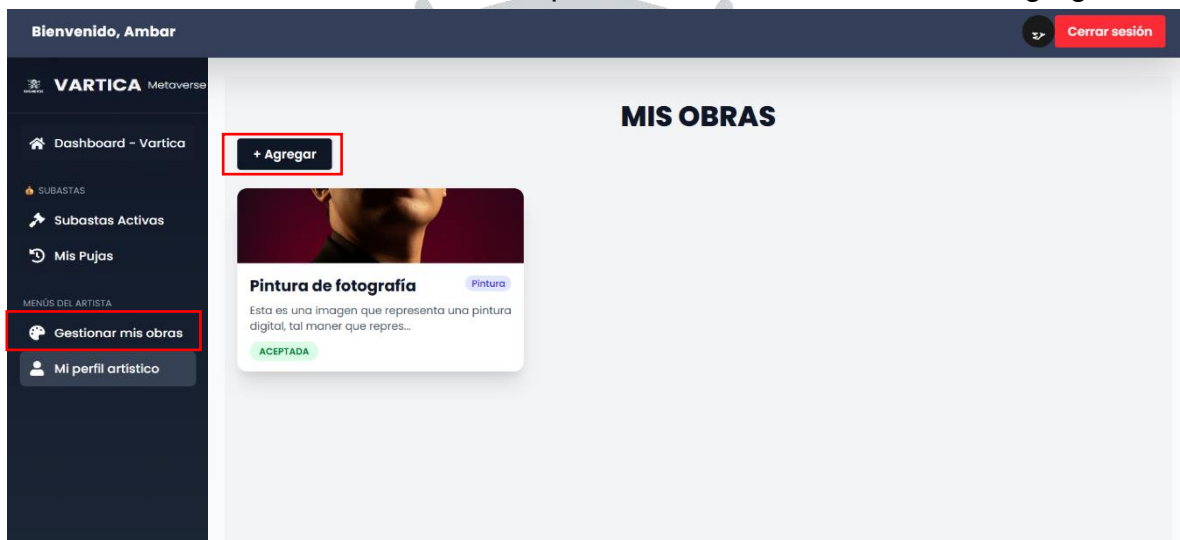 Bienvenido, Ambar
Cerrar sesión
VARTICA Metaverse
MIS OBRAS
Dashboard - Vartica
+ Agregar
SUBASTAS
Subastas Activas
Mis Pujas
Pintura de fotografía
Pintura
Esta es una imagen que representa una pintura
digital, tal maner que repres...
ACEPTADA
MENÚS DEL ARTISTA
Gestionar mis obras
Mi perfil artístico